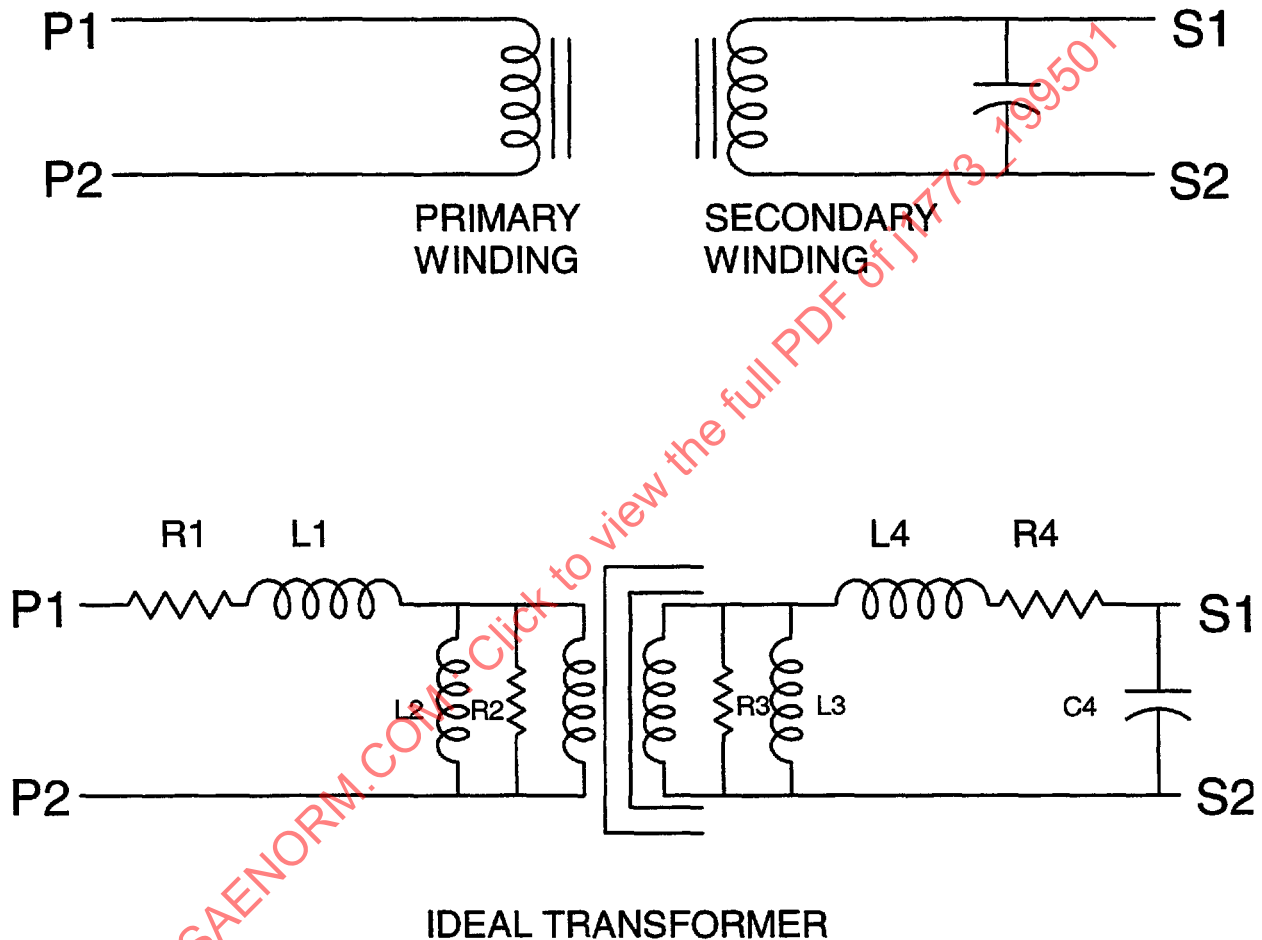 P1
S1
P2
S2
PRIMARY
WINDING
SECONDARY
WINDING
R1
L1
L4
R4
P1
S1
L2
R2
R3
L3
C4
P2
S2
IDEAL TRANSFORMER
SAENORM.COM : Click to view the full PDF of j1773_199501